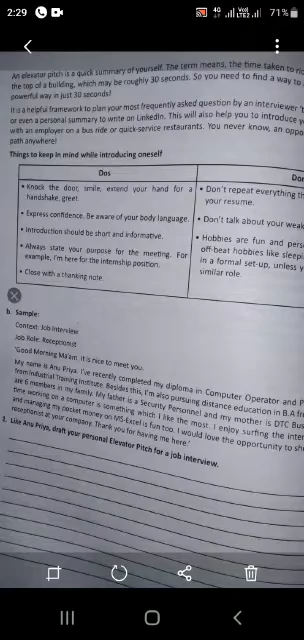 2:29
4G
Vo))
LTE2
71%
An elevator pitch is a quick summary of yourself. The term means, the time taken to
the top of a building, which may be roughly 30 seconds. So you need to find a way to
powerful way in just 30 seconds!
It is a helpful framework to plan your most frequently asked question by an interviewer
or even a personal summary to write on LinkedIn. This will also help you to introduce
with an employer on a bus ride or quick-service restaurants. You never know, an
path anywhere!
Things to keep in mind while introducing oneself
Dos
• Knock the door, smile, extend your hand for a
handshake, greet.
• Express confidence. Be aware of your body language.
• Introduction should be short and informative.
• Always state your purpose for the meeting. For
example, I'm here for the internship position.
• Close with a thanking note.
• Don't repeat everything
your resume.
• Don't talk about your
• Hobbies are fun and
off-beat hobbies like
in a formal set-up, unless
similar role.
b. Sample:
Context: Job Interview
Job Role: Receptionist
'Good Morning Ma'am. It is nice to meet you.
My name is Anu Priya. I've recently completed my diploma in Computer Operator and
from Industrial Training Institute. Besides this, I'm also pursuing distance education in B.A
are 6 members in my family. My father is a Security Personnel and my mother is DTC
time working on a computer is something which I like the most. I enjoy surfing the
and managing my pocket money on MS-Excel is fun too. I would love the opportunity to
receptionist at your company. Thank you for having me here.'
2. Like Anu Priya, draft your personal Elevator Pitch for a job interview.